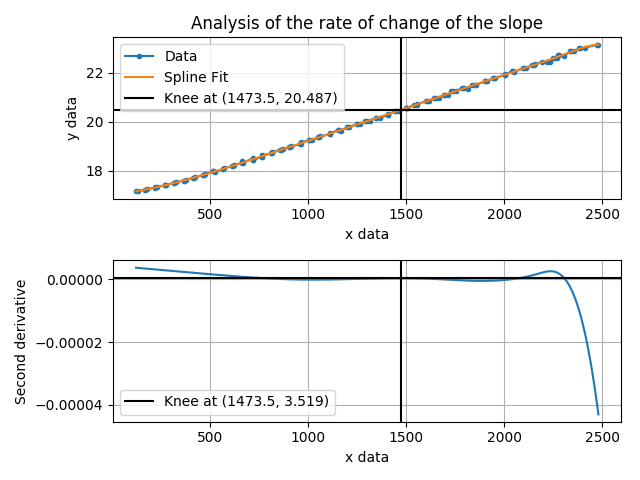 Analysis of the rate of change of the slope
Data
Spline Fit
Knee at (1473.5, 20.487)
22
20
18
y data
500 1000 1500 2000 2500
x data
0.00000
−0.00002
−0.00004
Second derivative
Knee at (1473.5, 3.519)
500 1000 1500 2000 2500
x data